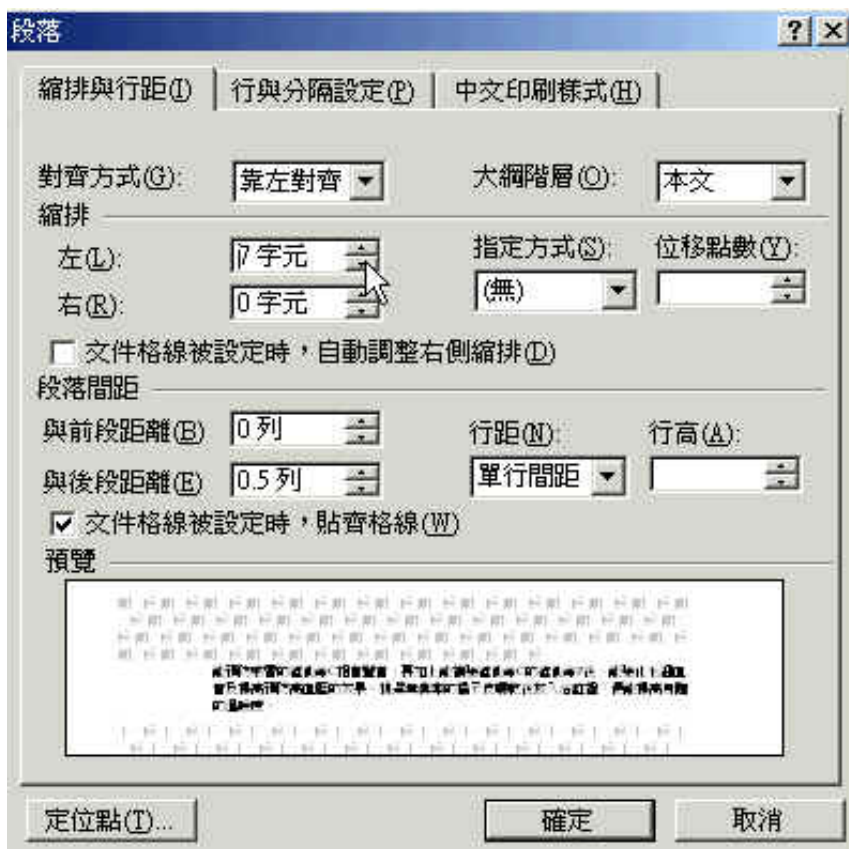 段落
縮排與行距(I) 行與分隔設定(P) 中文印刷樣式(H)
對齊方式(G): 靠左對齊 大綱階層(O): 本文
縮排
左(L): 7 字元 指定方式(S): 位移點數(Y):
右(R): 0 字元 (無)
文件格線被設定時，自動調整右側縮排(D)
段落間距
與前段距離(B) 0 列 行距(N): 行高(A):
與後段距離(E) 0.5 列 單行間距
文件格線被設定時，貼齊格線(W)
預覽
定位點(T)... 確定 取消